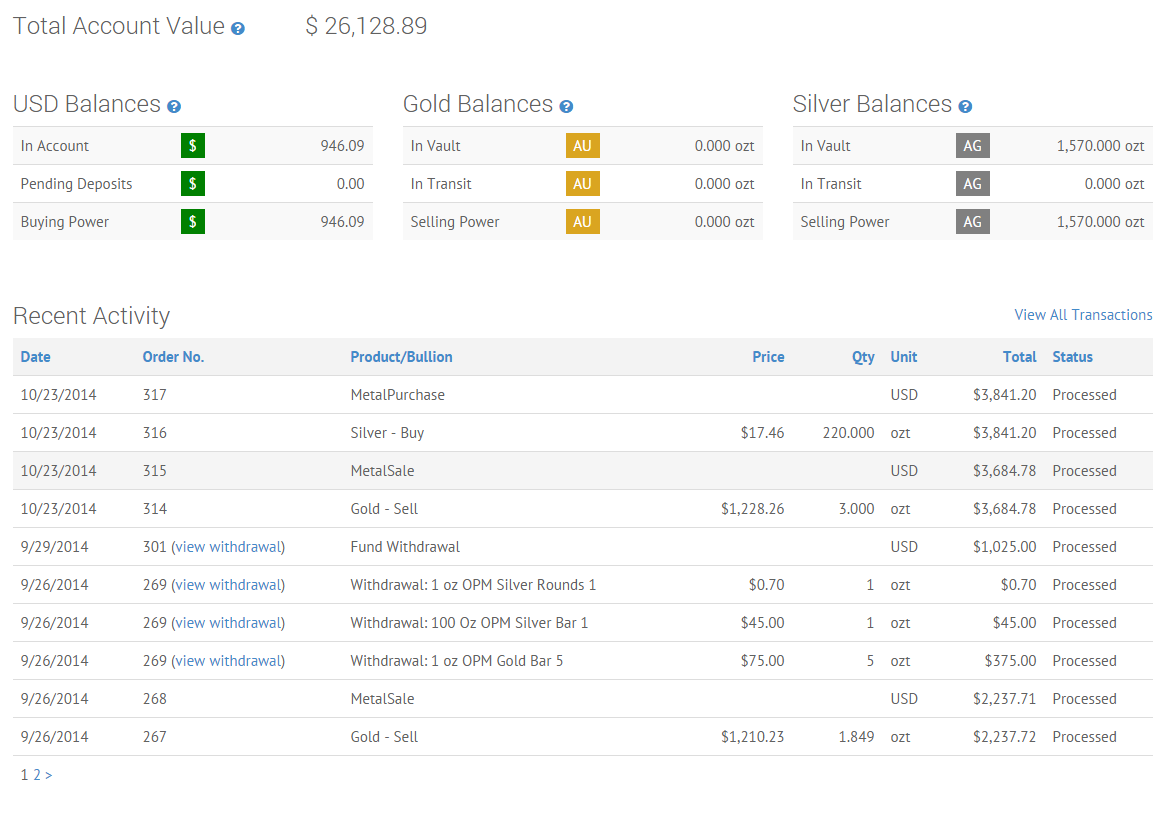 Total Account Value ? $ 26,128.89
USD Balances ? Gold Balances ? Silver Balances ?
In Account $ 946.09 In Vault AU 0.000 ozt In Vault AG 1,570.000 ozt
Pending Deposits $ 0.00 In Transit AU 0.000 ozt In Transit AG 0.000 ozt
Buying Power $ 946.09 Selling Power AU 0.000 ozt Selling Power AG 1,570.000 ozt
Recent Activity View All Transactions
Date Order No. Product/Bullion Price Qty Unit Total Status
10/23/2014 317 MetalPurchase USD $3,841.20 Processed
10/23/2014 316 Silver - Buy $17.46 220.000 ozt $3,841.20 Processed
10/23/2014 315 MetalSale USD $3,684.78 Processed
10/23/2014 314 Gold - Sell $1,228.26 3.000 ozt $3,684.78 Processed
9/29/2014 301 (view withdrawal) Fund Withdrawal USD $1,025.00 Processed
9/26/2014 269 (view withdrawal) Withdrawal: 1 oz OPM Silver Rounds 1 $0.70 1 ozt $0.70 Processed
9/26/2014 269 (view withdrawal) Withdrawal: 100 Oz OPM Silver Bar 1 $45.00 1 ozt $45.00 Processed
9/26/2014 269 (view withdrawal) Withdrawal: 1 oz OPM Gold Bar 5 $75.00 5 ozt $375.00 Processed
9/26/2014 268 MetalSale USD $2,237.71 Processed
9/26/2014 267 Gold - Sell $1,210.23 1.849 ozt $2,237.72 Processed
1 2 >